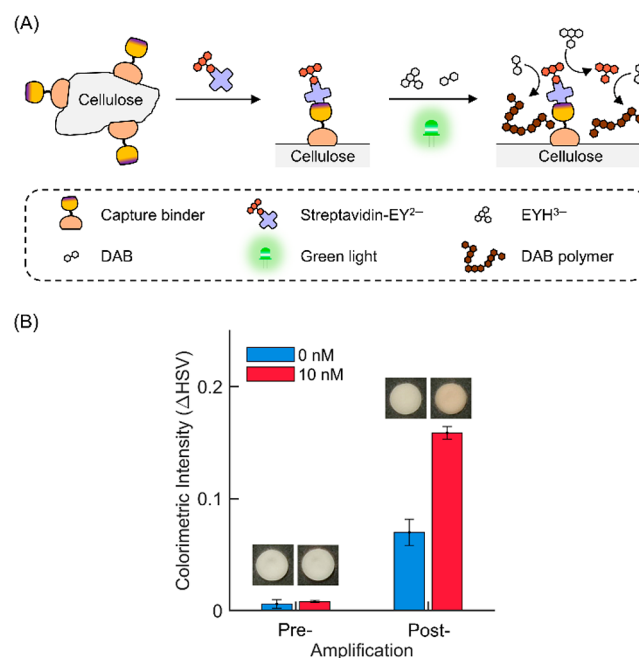 (A)
Cellulose
Cellulose
Cellulose
Capture binder
Streptavidin-EY²⁻
EYH³⁻
DAB
Green light
DAB polymer
(B)
Colorimetric Intensity (ΔHSV)
0.2
0.1
0
0 nM
10 nM
Pre-
Post-
Amplification